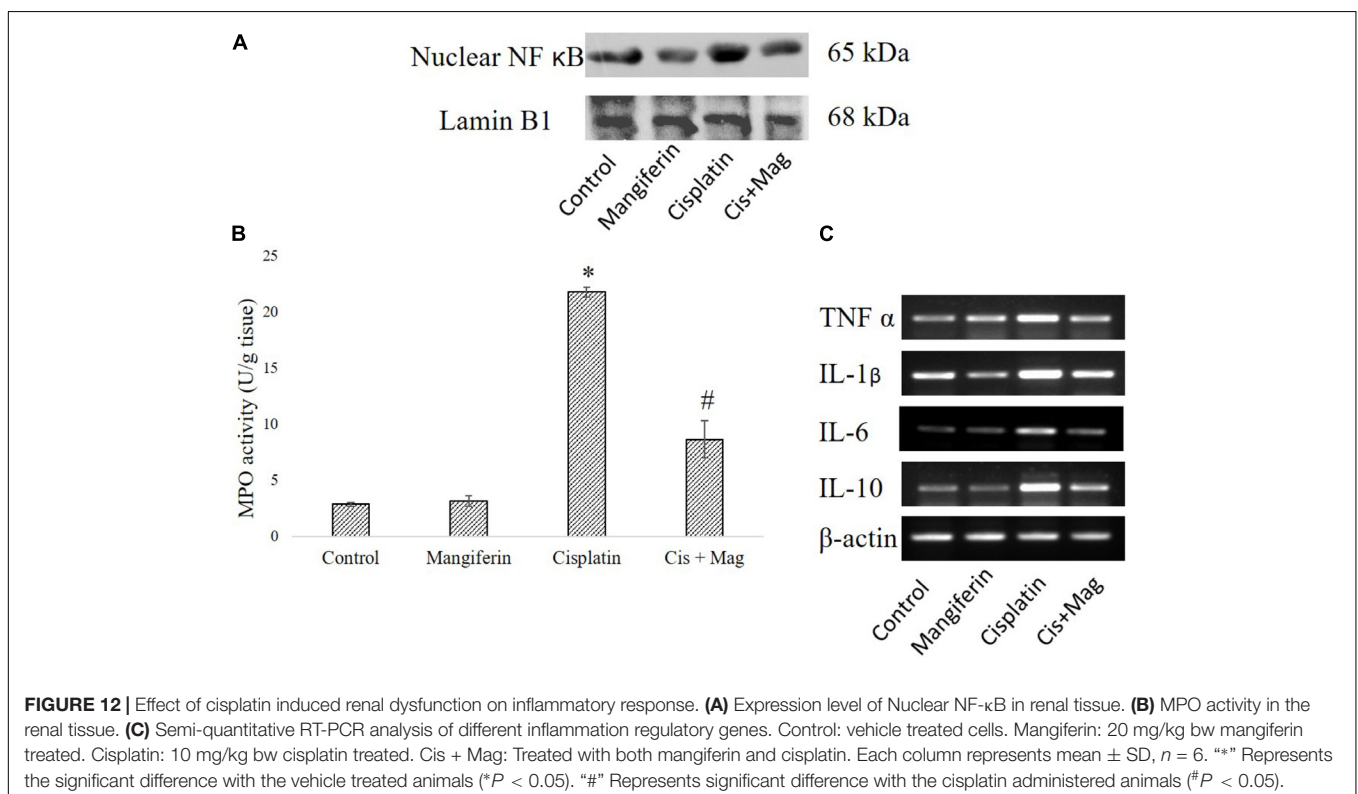 A
Nuclear NF κB
65 kDa
Lamin B1
68 kDa
Control
Mangiferin
Cisplatin
Cis+Mag
B
MPO activity (U/g tissue)
25
20
15
10
5
0
*
#
Control
Mangiferin
Cisplatin
Cis + Mag
C
TNF α
IL-1β
IL-6
IL-10
β-actin
Control
Mangiferin
Cisplatin
Cis+Mag
FIGURE 12 | Effect of cisplatin induced renal dysfunction on inflammatory response. (A) Expression level of Nuclear NF-κB in renal tissue. (B) MPO activity in the
renal tissue. (C) Semi-quantitative RT-PCR analysis of different inflammation regulatory genes. Control: vehicle treated cells. Mangiferin: 20 mg/kg bw mangiferin
treated. Cisplatin: 10 mg/kg bw cisplatin treated. Cis + Mag: Treated with both mangiferin and cisplatin. Each column represents mean ± SD, n = 6. “*” Represents
the significant difference with the vehicle treated animals (*P < 0.05). “#” Represents significant difference with the cisplatin administered animals (#P < 0.05).